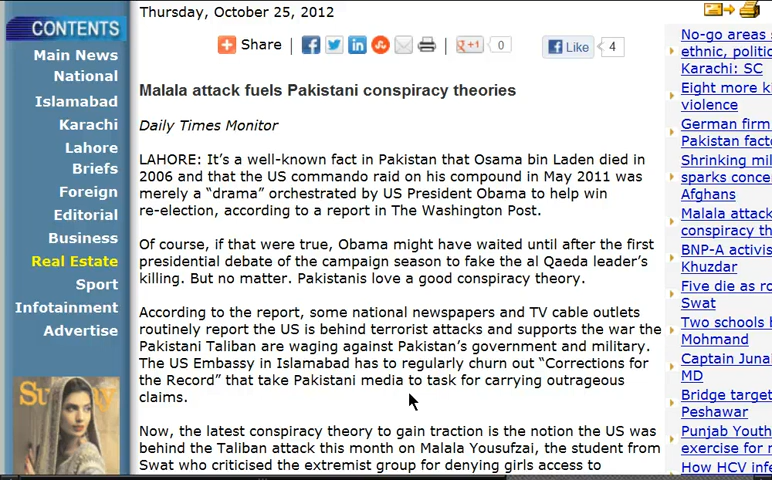 Thursday, October 25, 2012
CONTENTS
Main News
National
Islamabad
Karachi
Lahore
Briefs
Foreign
Editorial
Business
Real Estate
Sport
Infotainment
Advertise
Share
+1
0
Like
4
Malala attack fuels Pakistani conspiracy theories
Daily Times Monitor
LAHORE: It’s a well-known fact in Pakistan that Osama bin Laden died in
2006 and that the US commando raid on his compound in May 2011 was
merely a “drama” orchestrated by US President Obama to help win
re-election, according to a report in The Washington Post.
Of course, if that were true, Obama might have waited until after the first
presidential debate of the campaign season to fake the al Qaeda leader’s
killing. But no matter. Pakistanis love a good conspiracy theory.
According to the report, some national newspapers and TV cable outlets
routinely report the US is behind terrorist attacks and supports the war the
Pakistani Taliban are waging against Pakistan’s government and military.
The US Embassy in Islamabad has to regularly churn out “Corrections for
the Record” that take Pakistani media to task for carrying outrageous
claims.
Now, the latest conspiracy theory to gain traction is the notion the US was
behind the Taliban attack this month on Malala Yousufzai, the student from
Swat who criticised the extremist group for denying girls access to
No-go areas
ethnic, politi
Karachi: SC
Eight more ki
violence
German firm
Pakistan fact
Shrinking mil
sparks conce
Afghans
Malala attack
conspiracy th
BNP-A activis
Khuzdar
Five die as ro
Swat
Two schools b
Mohmand
Captain Juna
MD
Bridge target
Peshawar
Punjab Youth
exercise for r
How HCV infe